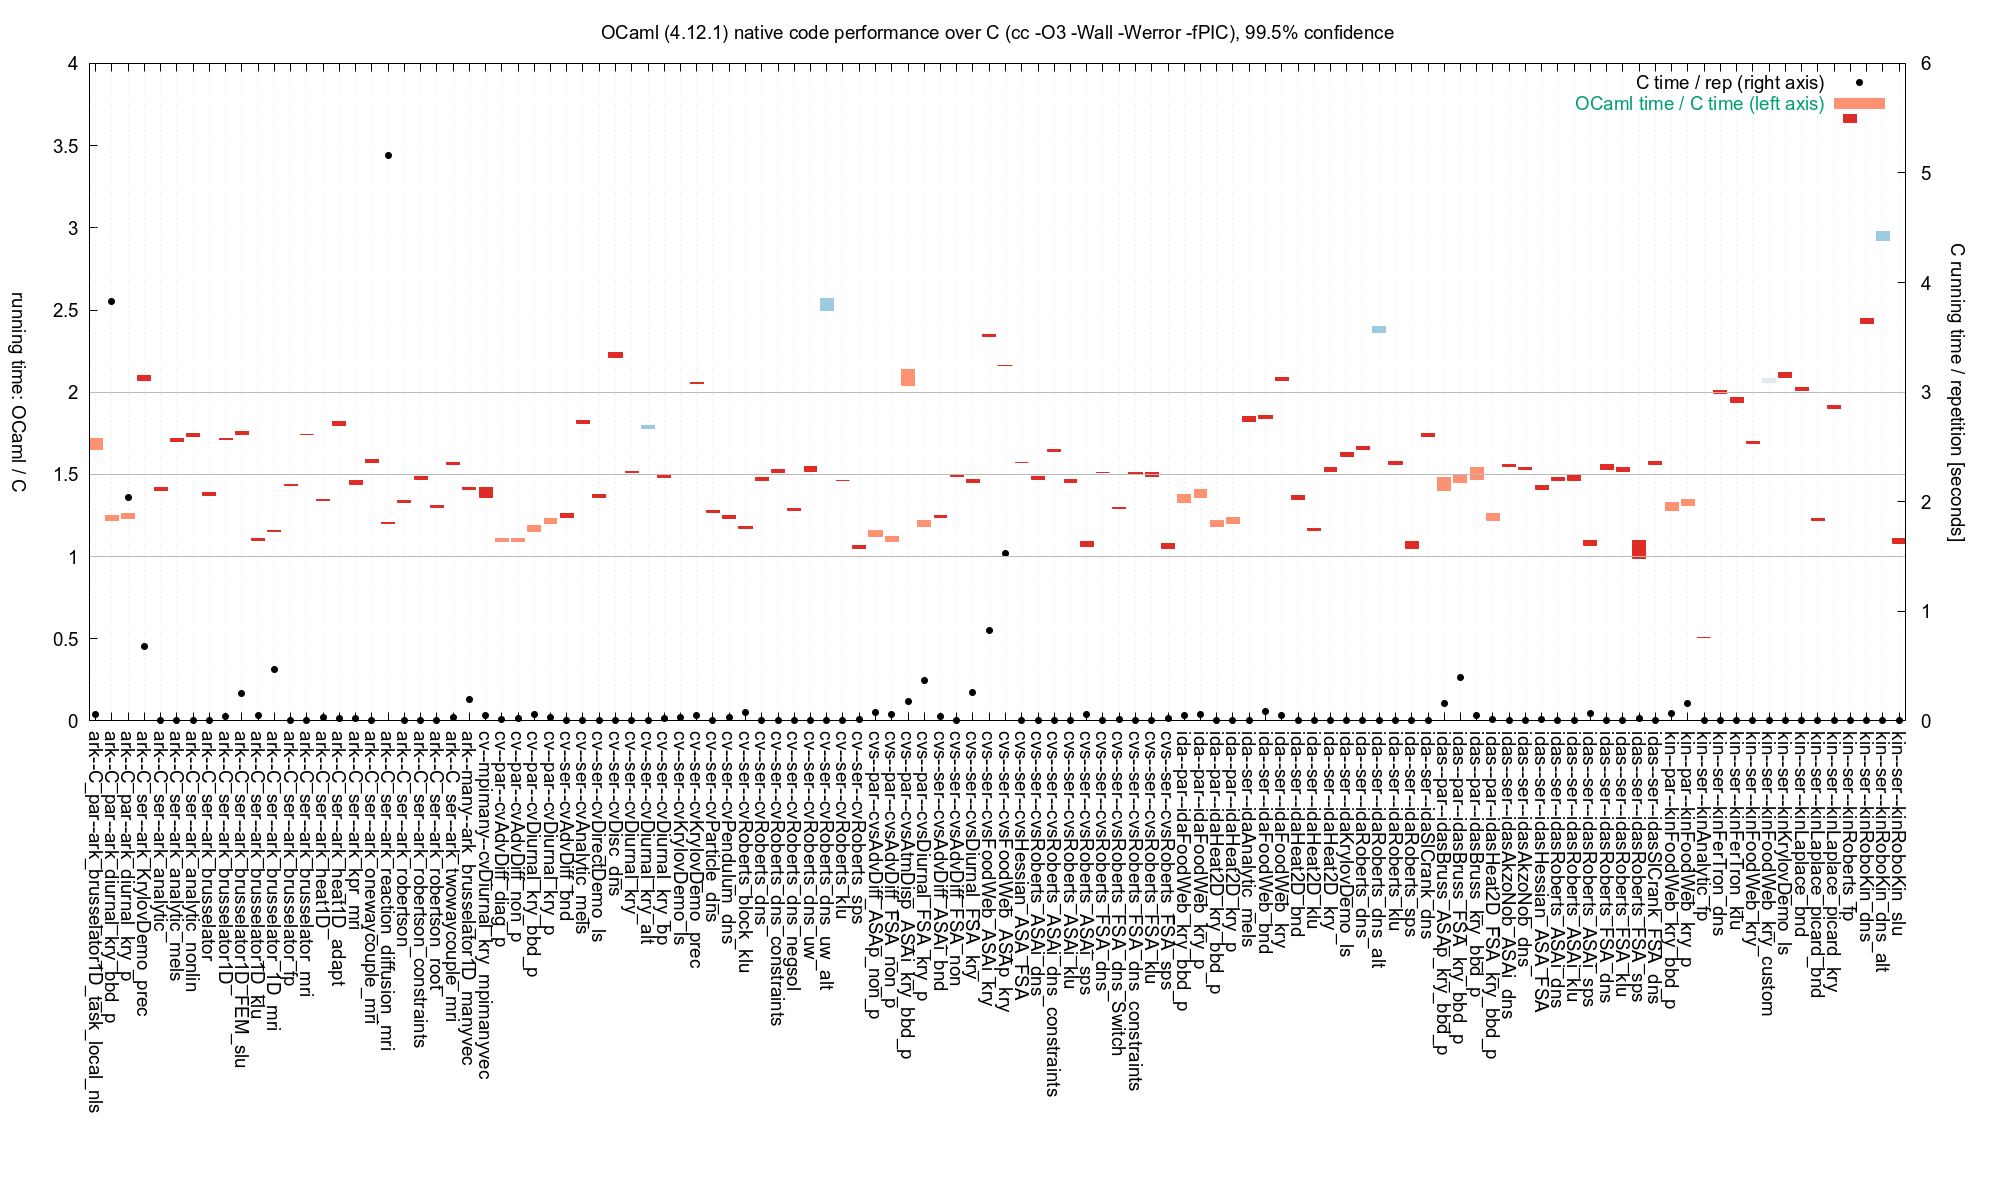 OCaml (4.12.1) native code performance over C (cc -O3 -Wall -Werror -fPIC), 99.5% confidence
C time / rep (right axis)
OCaml time / C time (left axis)
running time: OCaml / C
4
3.5
3
2.5
2
1.5
1
0.5
0
C running time / repetition [seconds]
6
5
4
3
2
1
0
ark--C_par--ark_brusselator1D_task_local_nls
ark--C_par--ark_diurnal_kry_bbd_p
ark--C_par--ark_diurnal_kry_p
ark--C_ser--ark_KrylovDemo_prec
ark--C_ser--ark_analytic
ark--C_ser--ark_analytic_mels
ark--C_ser--ark_analytic_nonlin
ark--C_ser--ark_brusselator
ark--C_ser--ark_brusselator1D
ark--C_ser--ark_brusselator1D_FEM_slu
ark--C_ser--ark_brusselator1D_klu
ark--C_ser--ark_brusselator_1D_mri
ark--C_ser--ark_brusselator_fp
ark--C_ser--ark_brusselator_mri
ark--C_ser--ark_heat1D
ark--C_ser--ark_heat1D_adapt
ark--C_ser--ark_kpr_mri
ark--C_ser--ark_onewaycouple_mri
ark--C_ser--ark_reaction_diffusion_mri
ark--C_ser--ark_robertson
ark--C_ser--ark_robertson_constraints
ark--C_ser--ark_robertson_root
ark--C_ser--ark_twowaycouple_mri
ark--many--ark_brusselator1D_manyvec
cv--mpimany--cvDiurnal_kry_mpimanyvec
cv--par--cvAdvDiff_diag_p
cv--par--cvAdvDiff_non_p
cv--par--cvDiurnal_kry_bbd_p
cv--par--cvDiurnal_kry_p
cv--ser--cvAdvDiff_bnd
cv--ser--cvAnalytic_mels
cv--ser--cvDirectDemo_ls
cv--ser--cvDisc_dns
cv--ser--cvDiurnal_kry
cv--ser--cvDiurnal_kry_alt
cv--ser--cvDiurnal_kry_bp
cv--ser--cvKrylovDemo_ls
cv--ser--cvKrylovDemo_prec
cv--ser--cvParticle_dns
cv--ser--cvPendulum_dns
cv--ser--cvRoberts_block_klu
cv--ser--cvRoberts_dns
cv--ser--cvRoberts_dns_constraints
cv--ser--cvRoberts_dns_negsol
cv--ser--cvRoberts_dns_uw
cv--ser--cvRoberts_dns_uw_alt
cv--ser--cvRoberts_klu
cv--ser--cvRoberts_sps
cvs--par--cvsAdvDiff_ASAp_non_p
cvs--par--cvsAdvDiff_FSA_non_p
cvs--par--cvsAtmDisp_ASAi_kry_bbd_p
cvs--par--cvsDiurnal_FSA_kry_p
cvs--ser--cvsAdvDiff_ASAi_bnd
cvs--ser--cvsAdvDiff_FSA_non
cvs--ser--cvsDiurnal_FSA_kry
cvs--ser--cvsFoodWeb_ASAi_kry
cvs--ser--cvsFoodWeb_ASAp_kry
cvs--ser--cvsHessian_ASA_FSA
cvs--ser--cvsRoberts_ASAi_dns
cvs--ser--cvsRoberts_ASAi_dns_constraints
cvs--ser--cvsRoberts_ASAi_klu
cvs--ser--cvsRoberts_ASAi_sps
cvs--ser--cvsRoberts_FSA_dns
cvs--ser--cvsRoberts_FSA_dns_Switch
cvs--ser--cvsRoberts_FSA_dns_constraints
cvs--ser--cvsRoberts_FSA_klu
cvs--ser--cvsRoberts_FSA_sps
ida--par--idaFoodWeb_kry_bbd_p
ida--par--idaFoodWeb_kry_p
ida--par--idaHeat2D_kry_bbd_p
ida--par--idaHeat2D_kry_p
ida--ser--idaAnalytic_mels
ida--ser--idaFoodWeb_bnd
ida--ser--idaFoodWeb_kry
ida--ser--idaHeat2D_bnd
ida--ser--idaHeat2D_klu
ida--ser--idaHeat2D_kry
ida--ser--idaKrylovDemo_ls
ida--ser--idaRoberts_dns
ida--ser--idaRoberts_dns_alt
ida--ser--idaRoberts_klu
ida--ser--idaRoberts_sps
ida--ser--idaSlCrank_dns
idas--par--idasBruss_ASAp_kry_bbd_p
idas--par--idasBruss_FSA_kry_bbd_p
idas--par--idasBruss_kry_bbd_p
idas--par--idasHeat2D_FSA_kry_bbd_p
idas--ser--idasAkzoNob_ASAi_dns
idas--ser--idasAkzoNob_dns
idas--ser--idasHessian_ASA_FSA
idas--ser--idasRoberts_ASAi_dns
idas--ser--idasRoberts_ASAi_klu
idas--ser--idasRoberts_ASAi_sps
idas--ser--idasRoberts_FSA_dns
idas--ser--idasRoberts_FSA_klu
idas--ser--idasRoberts_FSA_sps
idas--ser--idasSlCrank_FSA_dns
kin--par--kinFoodWeb_kry_bbd_p
kin--par--kinFoodWeb_kry_p
kin--ser--kinAnalytic_fp
kin--ser--kinFerTron_dns
kin--ser--kinFerTron_klu
kin--ser--kinFoodWeb_kry
kin--ser--kinFoodWeb_kry_custom
kin--ser--kinKrylovDemo_ls
kin--ser--kinLaplace_bnd
kin--ser--kinLaplace_picard_bnd
kin--ser--kinLaplace_picard_kry
kin--ser--kinRoberts_fp
kin--ser--kinRoboKin_dns
kin--ser--kinRoboKin_dns_alt
kin--ser--kinRoboKin_slu